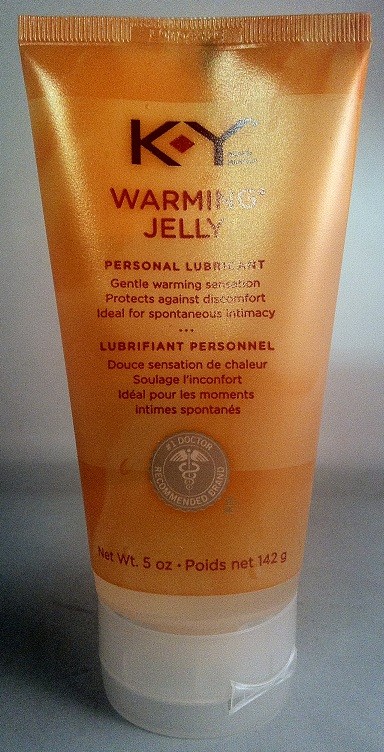 K•Y
WARMING
JELLY
PERSONAL LUBRICANT
Gentle warming sensation
Protects against discomfort
Ideal for spontaneous intimacy
•••
LUBRIFIANT PERSONNEL
Douce sensation de chaleur
Soulage l'inconfort
Idéal pour les moments
intimes spontanés
#1 DOCTOR
RECOMMENDED BRAND
Net Wt. 5 oz • Poids net 142 g